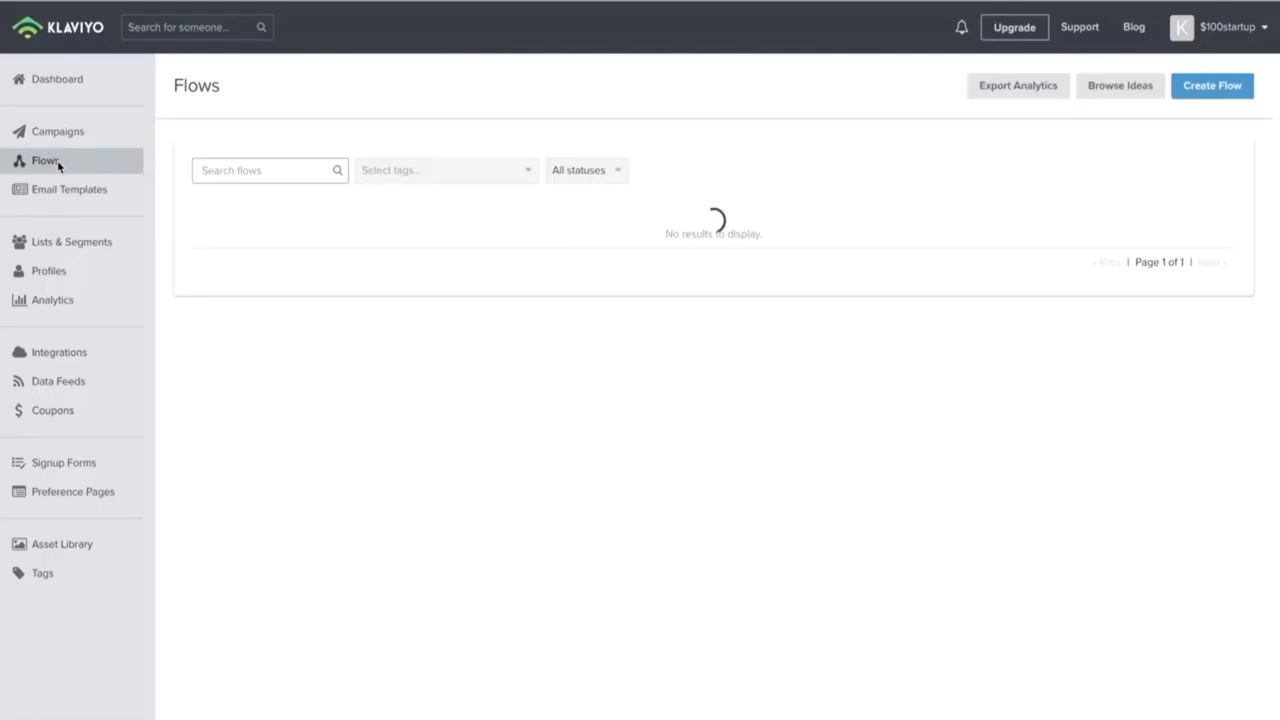 KLAVIYO
Search for someone...
Upgrade
Support
Blog
K
$100startup
Dashboard
Campaigns
Flows
Email Templates
Lists & Segments
Profiles
Analytics
Integrations
Data Feeds
$ Coupons
Signup Forms
Preference Pages
Asset Library
Tags
Flows
Export Analytics
Browse Ideas
Create Flow
Search flows
Select tags...
All statuses
No results to display.
‹ Prev | Page 1 of 1 | Next ›